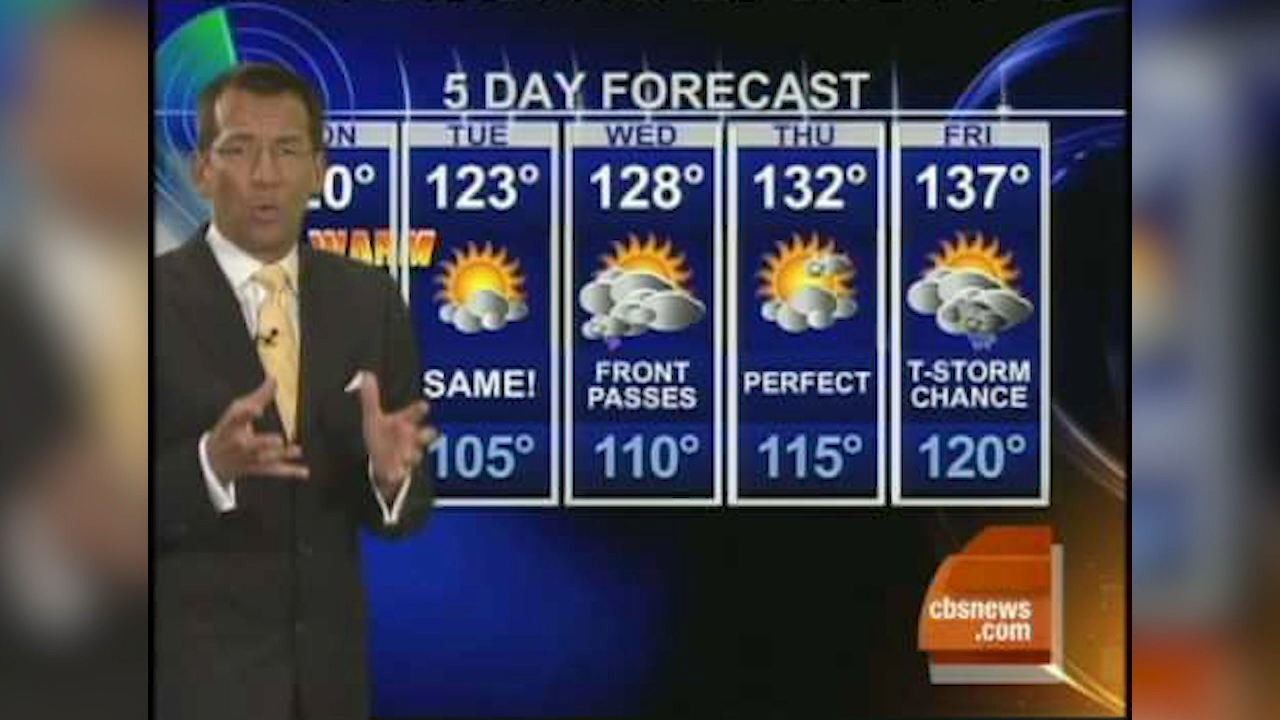 5 DAY FORECAST
TUE WED THU FRI
123° 128° 132° 137°
WARM
SAME!
FRONT
PASSES
PERFECT
T-STORM
CHANCE
105° 110° 115° 120°
cbsnews
.com